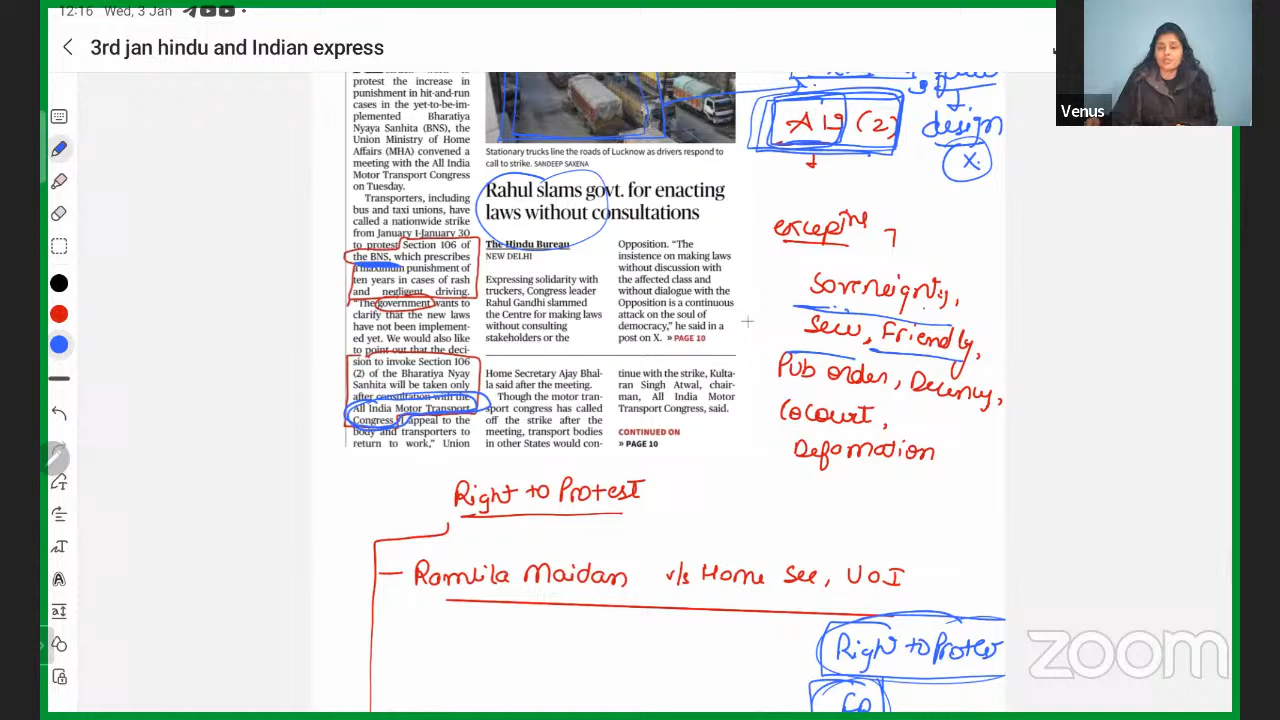 12:16 Wed, 3 Jan
3rd jan hindu and Indian express
Venus
protest the increase in
punishment in hit-and-run
cases in the yet-to-be-im-
plemented Bharatiya
Nyaya Sanhita (BNS), the
Union Ministry of Home
Affairs (MHA) convened a
meeting with the All India
Motor Transport Congress
on Tuesday.
Transporters, including
bus and taxi unions, have
called a nationwide strike
from January 1-January 30
to protest Section 106 of
the BNS, which prescribes
a maximum punishment of
ten years in cases of rash
and negligent driving.
"The government wants to
clarify that the new laws
have not been implement-
ed yet. We would also like
to point out that the deci-
sion to invoke Section 106
(2) of the Bharatiya Nyay
Sanhita will be taken only
after consultation with the
All India Motor Transport
Congress. I appeal to the
body and transporters to
return to work," Union
Stationary trucks line the roads of Lucknow as drivers respond to
call to strike. SANDEEP SAXENA
Rahul slams govt. for enacting
laws without consultations
The Hindu Bureau
NEW DELHI
Expressing solidarity with
truckers, Congress leader
Rahul Gandhi slammed
the Centre for making laws
without consulting
stakeholders or the
Opposition. "The
insistence on making laws
without discussion with
the affected class and
without dialogue with the
Opposition is a continuous
attack on the soul of
democracy," he said in a
post on X. » PAGE 10
Home Secretary Ajay Bhal-
la said after the meeting.
Though the motor tran-
sport congress has called
off the strike after the
meeting, transport bodies
in other States would con-
tinue with the strike, Kulta-
ran Singh Atwal, chair-
man, All India Motor
Transport Congress, said.
CONTINUED ON
» PAGE 10
A 19 (2)
design
X
Sovereignty,
Friendly,
Pub order, Decency,
CoCourt,
Defamation
Right to Protest
Ramlila Maidan v/s Home Sec, UoI
Right to Protes
FR
zoom